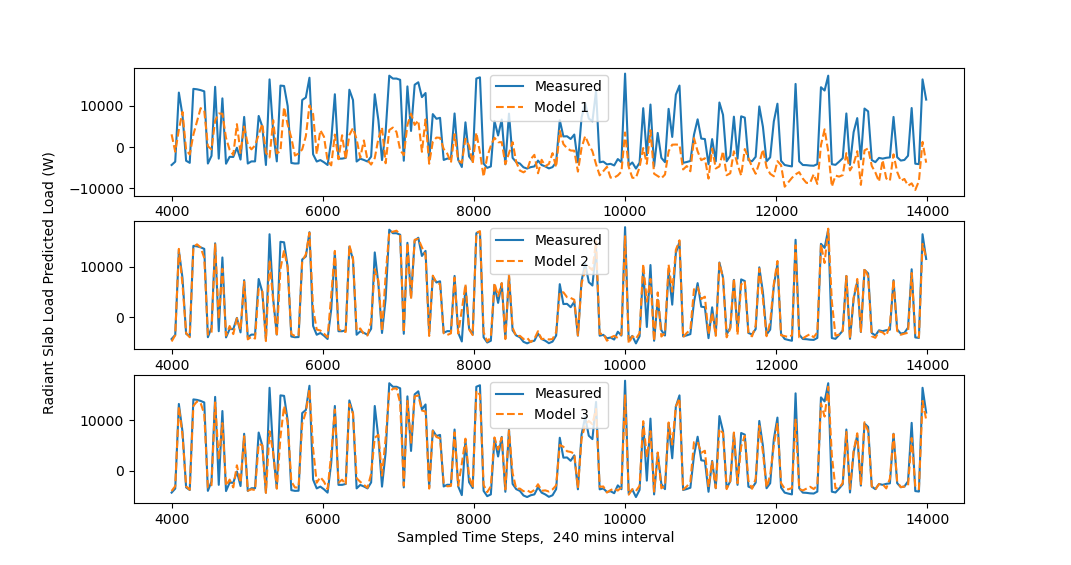 Radiant Slab Load Predicted Load (W)
10000
0
−10000
Measured
Model 1
4000 6000 8000 10000 12000 14000
10000
0
Measured
Model 2
4000 6000 8000 10000 12000 14000
10000
0
Measured
Model 3
4000 6000 8000 10000 12000 14000
Sampled Time Steps,  240 mins interval